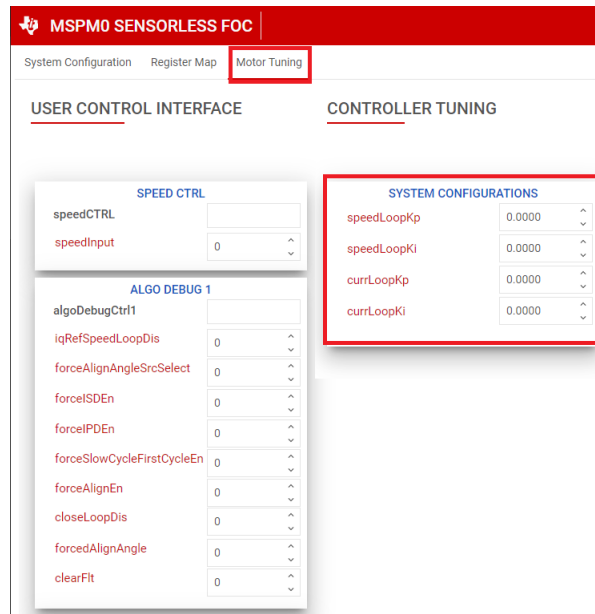 MSPM0 SENSORLESS FOC
System Configuration Register Map Motor Tuning
USER CONTROL INTERFACE
SPEED CTRL
speedCTRL
speedInput 0
ALGO DEBUG 1
algoDebugCtrl1
iqRefSpeedLoopDis 0
forceAlignAngleSrcSelect 0
forceISDEn 0
forceIPDEn 0
forceSlowCycleFirstCycleEn 0
forceAlignEn 0
closeLoopDis 0
forcedAlignAngle 0
clearFlt 0
CONTROLLER TUNING
SYSTEM CONFIGURATIONS
speedLoopKp 0.0000
speedLoopKi 0.0000
currLoopKp 0.0000
currLoopKi 0.0000